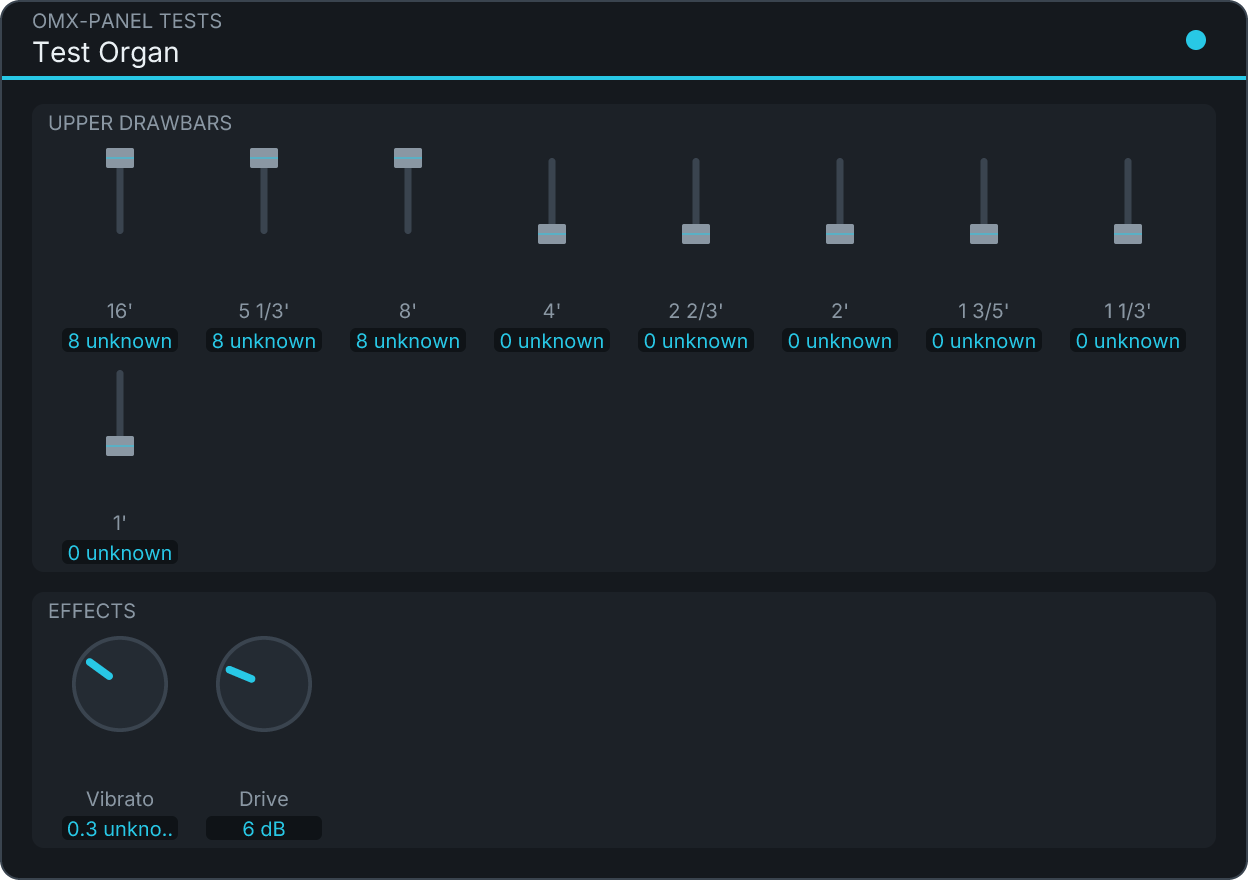 OMX-PANEL TESTS
Test Organ
UPPER DRAWBARS
16' 5 1/3' 8' 4' 2 2/3' 2' 1 3/5' 1 1/3'
8 unknown 8 unknown 8 unknown 0 unknown 0 unknown 0 unknown 0 unknown 0 unknown
1'
0 unknown
EFFECTS
Vibrato Drive
0.3 unkno.. 6 dB